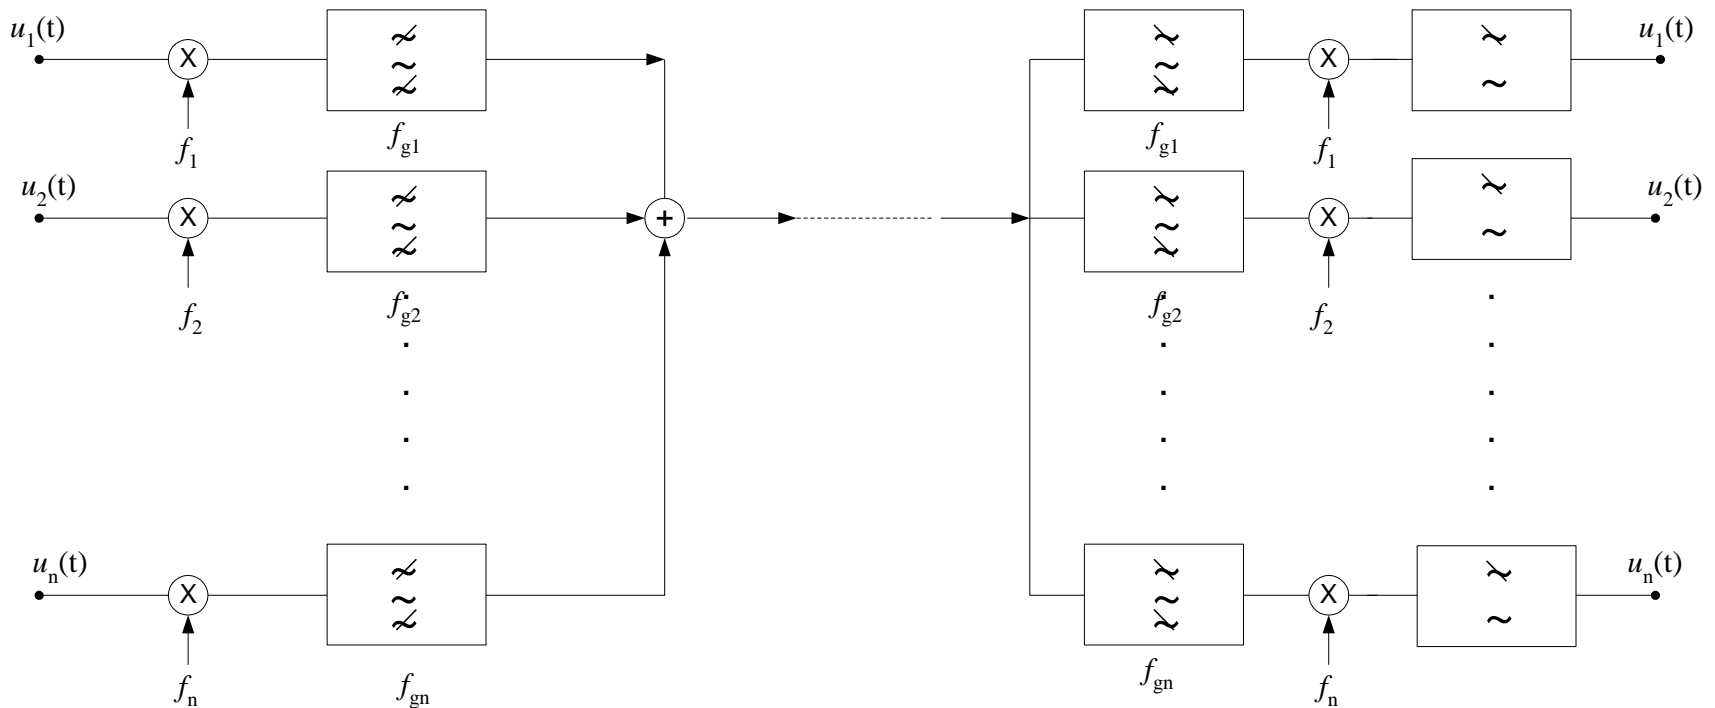 u1(t)
X
f1
fg1
fg1
X
f1
u1(t)
u2(t)
X
f2
fg2
+
fg2
X
f2
u2(t)
un(t)
X
fn
fgn
fgn
X
fn
un(t)